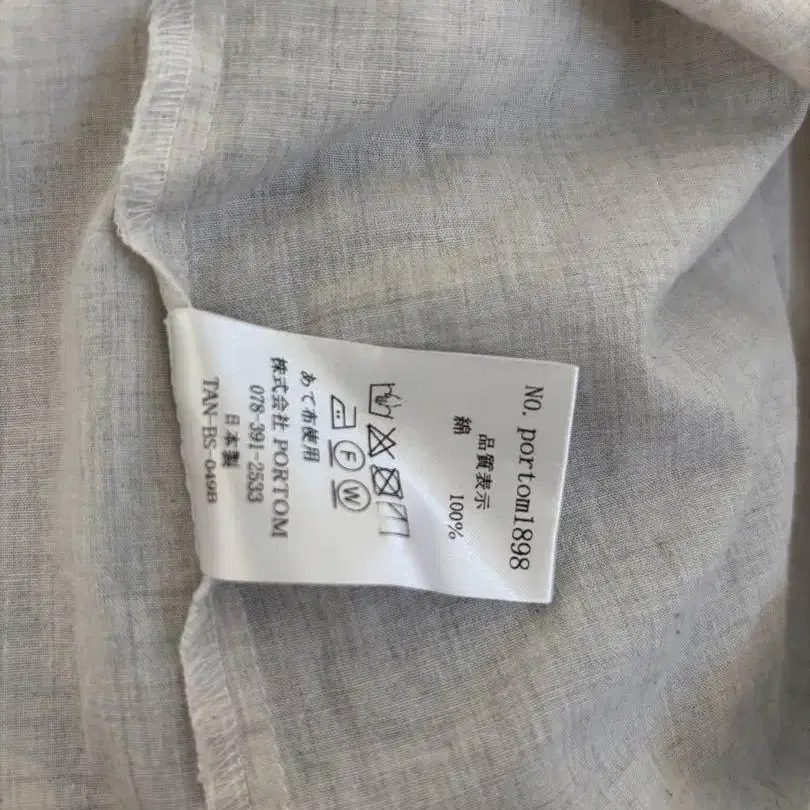 NO. portom1898
品質表示
綿 100%
F W
あて布使用
株式会社 PORTOM
078-391-2533
日本製
TAN-BS-049B